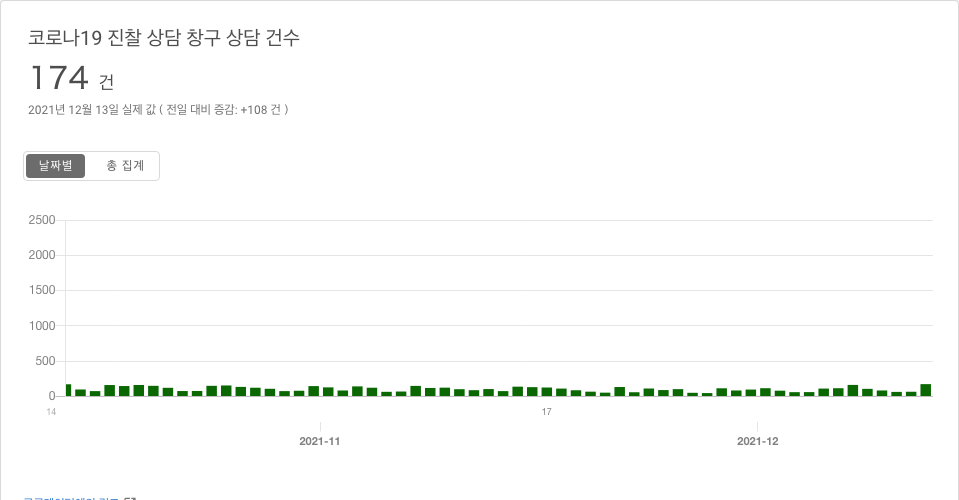 코로나19 진찰 상담 창구 상담 건수
174 건
2021년 12월 13일 실제 값 ( 전일 대비 증감: +108 건 )
날짜별 총 집계
2500
2000
1500
1000
500
0
14 17
2021-11 2021-12